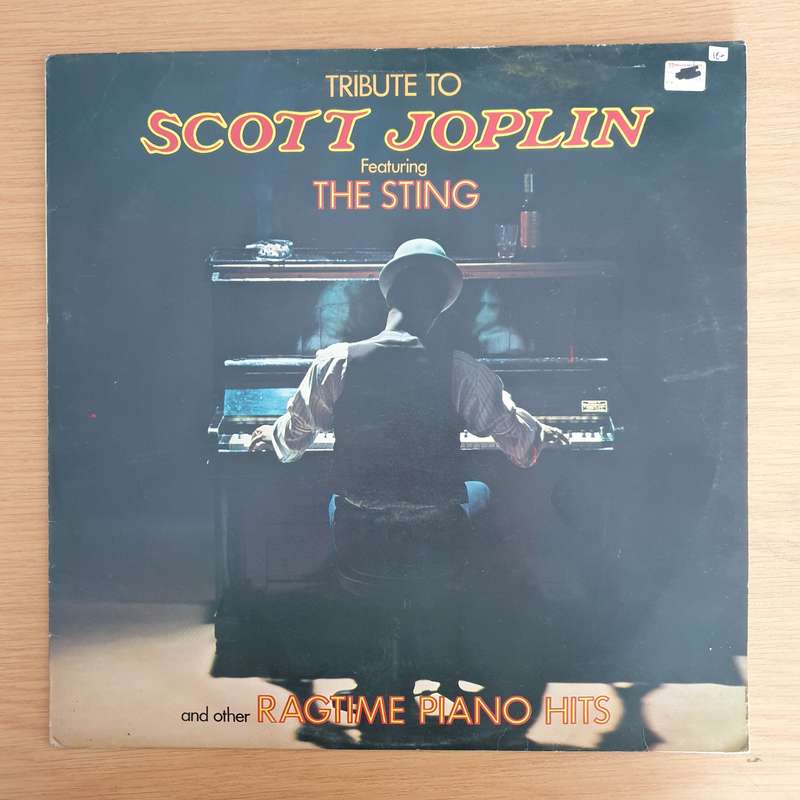 TRIBUTE TO
SCOTT JOPLIN
Featuring
THE STING
and other RAGTIME PIANO HITS